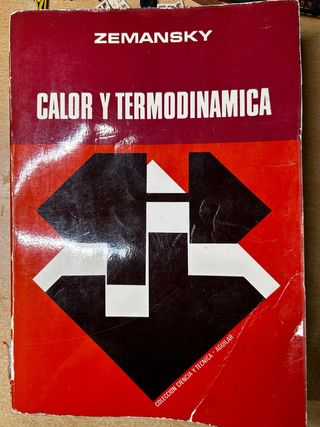 ZEMANSKY
CALOR Y TERMODINAMICA
COLECCION CIENCIA Y TECNICA • AGUILAR